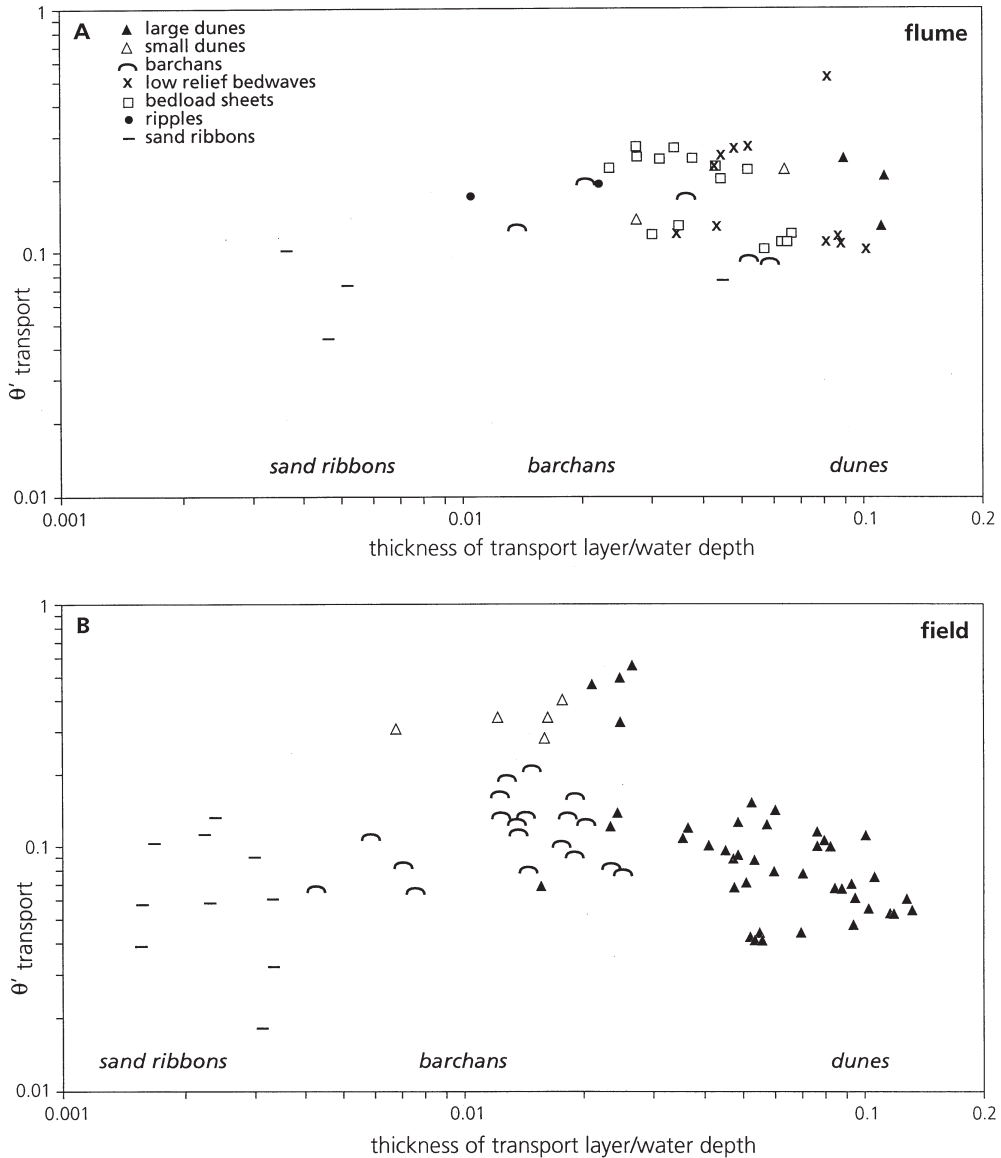 1
A
flume
large dunes
small dunes
barchans
low relief bedwaves
bedload sheets
ripples
sand ribbons
0.1
θ′ transport
sand ribbons barchans dunes
0.01
0.001 0.01 0.1 0.2
thickness of transport layer/water depth
1
B
field
0.1
θ′ transport
sand ribbons barchans dunes
0.01
0.001 0.01 0.1 0.2
thickness of transport layer/water depth